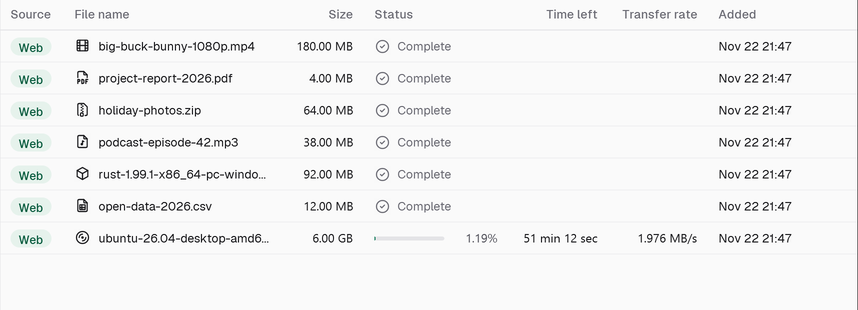 Source File name Size Status Time left Transfer rate Added
Web big-buck-bunny-1080p.mp4 180.00 MB Complete Nov 22 21:47
Web PDF project-report-2026.pdf 4.00 MB Complete Nov 22 21:47
Web holiday-photos.zip 64.00 MB Complete Nov 22 21:47
Web podcast-episode-42.mp3 38.00 MB Complete Nov 22 21:47
Web rust-1.99.1-x86_64-pc-windo... 92.00 MB Complete Nov 22 21:47
Web open-data-2026.csv 12.00 MB Complete Nov 22 21:47
Web ubuntu-26.04-desktop-amd6... 6.00 GB 1.19% 51 min 12 sec 1.976 MB/s Nov 22 21:47